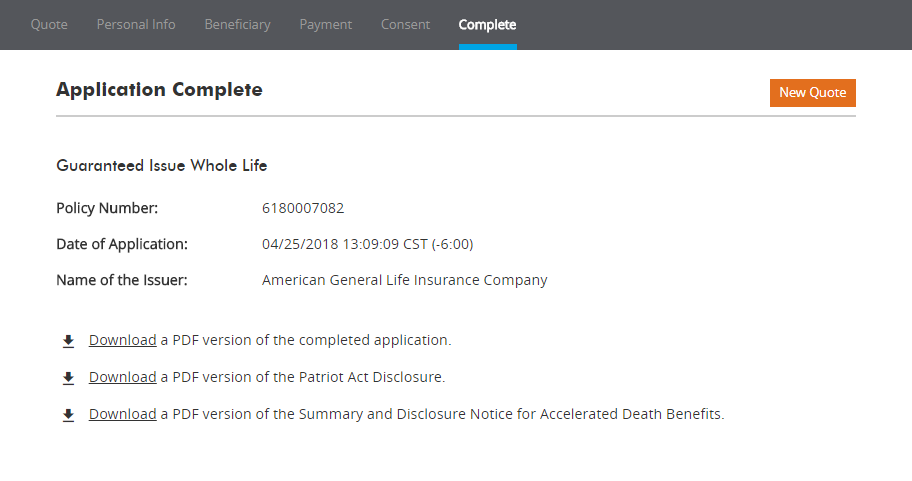 Quote Personal Info Beneficiary Payment Consent Complete
Application Complete
New Quote
Guaranteed Issue Whole Life
Policy Number: 6180007082
Date of Application: 04/25/2018 13:09:09 CST (-6:00)
Name of the Issuer: American General Life Insurance Company
Download a PDF version of the completed application.
Download a PDF version of the Patriot Act Disclosure.
Download a PDF version of the Summary and Disclosure Notice for Accelerated Death Benefits.